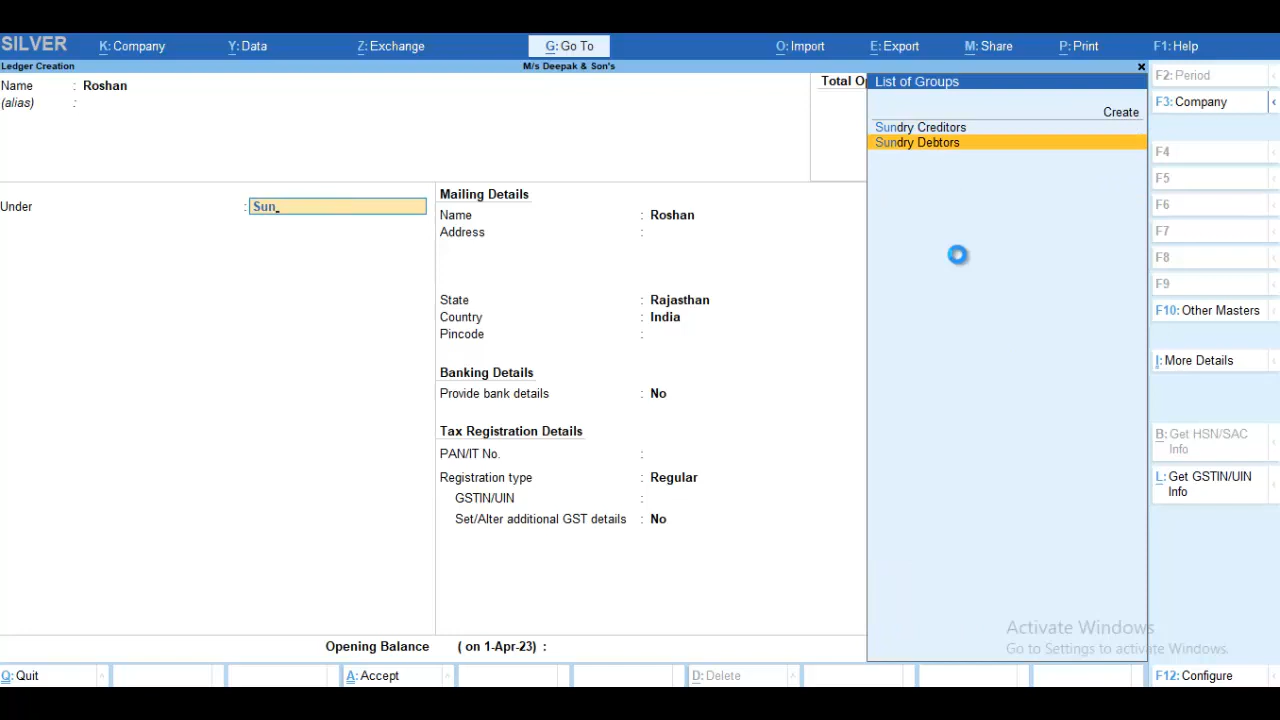 SILVER
K: Company
Y: Data
Z: Exchange
G: Go To
O: Import
E: Export
M: Share
P: Print
F1: Help
Ledger Creation
M/s Deepak & Son's
Name : Roshan
(alias) :
Total Op
List of Groups
Create
Sundry Creditors
Sundry Debtors
Under : Sun
Mailing Details
Name : Roshan
Address :
State : Rajasthan
Country : India
Pincode :
Banking Details
Provide bank details : No
Tax Registration Details
PAN/IT No. :
Registration type : Regular
GSTIN/UIN :
Set/Alter additional GST details : No
Opening Balance ( on 1-Apr-23) :
F2: Period
F3: Company
F4
F5
F6
F7
F8
F9
F10: Other Masters
I: More Details
B: Get HSN/SAC
Info
L: Get GSTIN/UIN
Info
Activate Windows
Go to Settings to activate Windows.
Q: Quit
A: Accept
D: Delete
F12: Configure